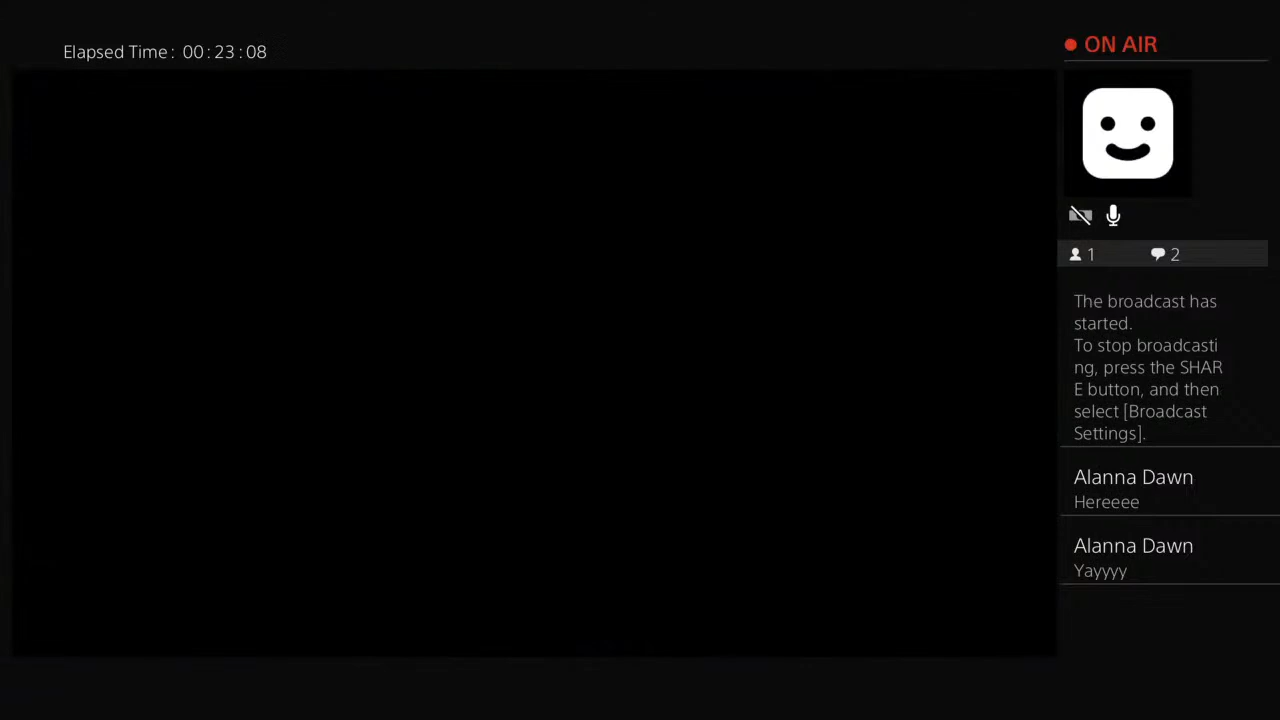 Elapsed Time: 00:23:08
ON AIR
1 2
The broadcast has
started.
To stop broadcasti
ng, press the SHAR
E button, and then
select [Broadcast
Settings].
Alanna Dawn
Hereeee
Alanna Dawn
Yayyyy